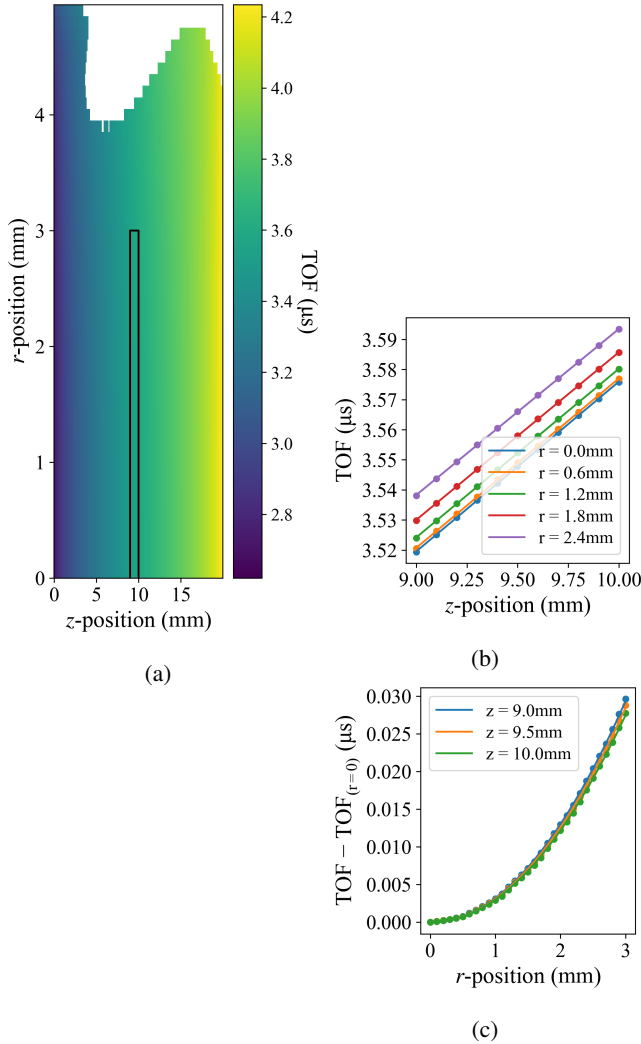 4.2
4.0
3.8
3.6
3.4
3.2
3.0
2.8
TOF (μs)
4
3
2
1
0
r-position (mm)
0
5
10
15
z-position (mm)
(a)
3.59
3.58
3.57
3.56
3.55
3.54
3.53
3.52
TOF (μs)
r = 0.0mm
r = 0.6mm
r = 1.2mm
r = 1.8mm
r = 2.4mm
9.00
9.25
9.50
9.75
10.00
z-position (mm)
(b)
0.030
0.025
0.020
0.015
0.010
0.005
0.000
TOF − TOF(r=0) (μs)
z = 9.0mm
z = 9.5mm
z = 10.0mm
0
1
2
3
r-position (mm)
(c)